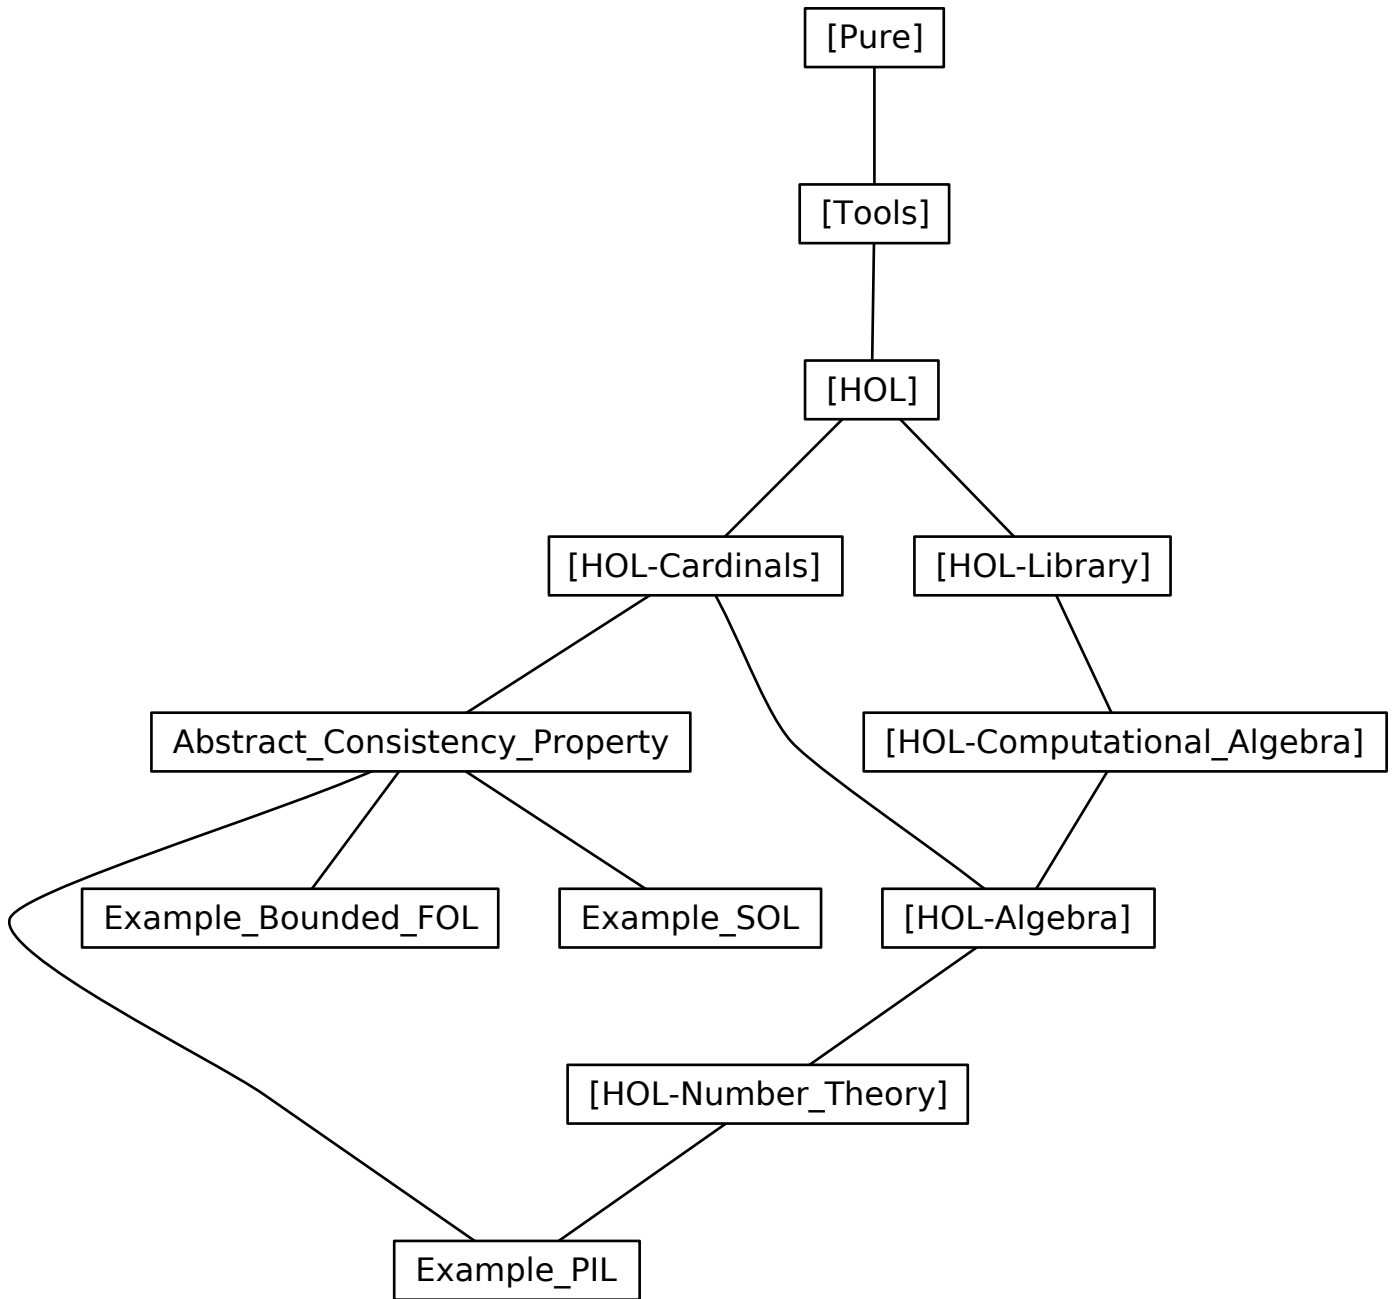 [Pure]
[Tools]
[HOL]
[HOL-Cardinals]
[HOL-Library]
Abstract_Consistency_Property
[HOL-Computational_Algebra]
Example_Bounded_FOL
Example_SOL
[HOL-Algebra]
[HOL-Number_Theory]
Example_PIL